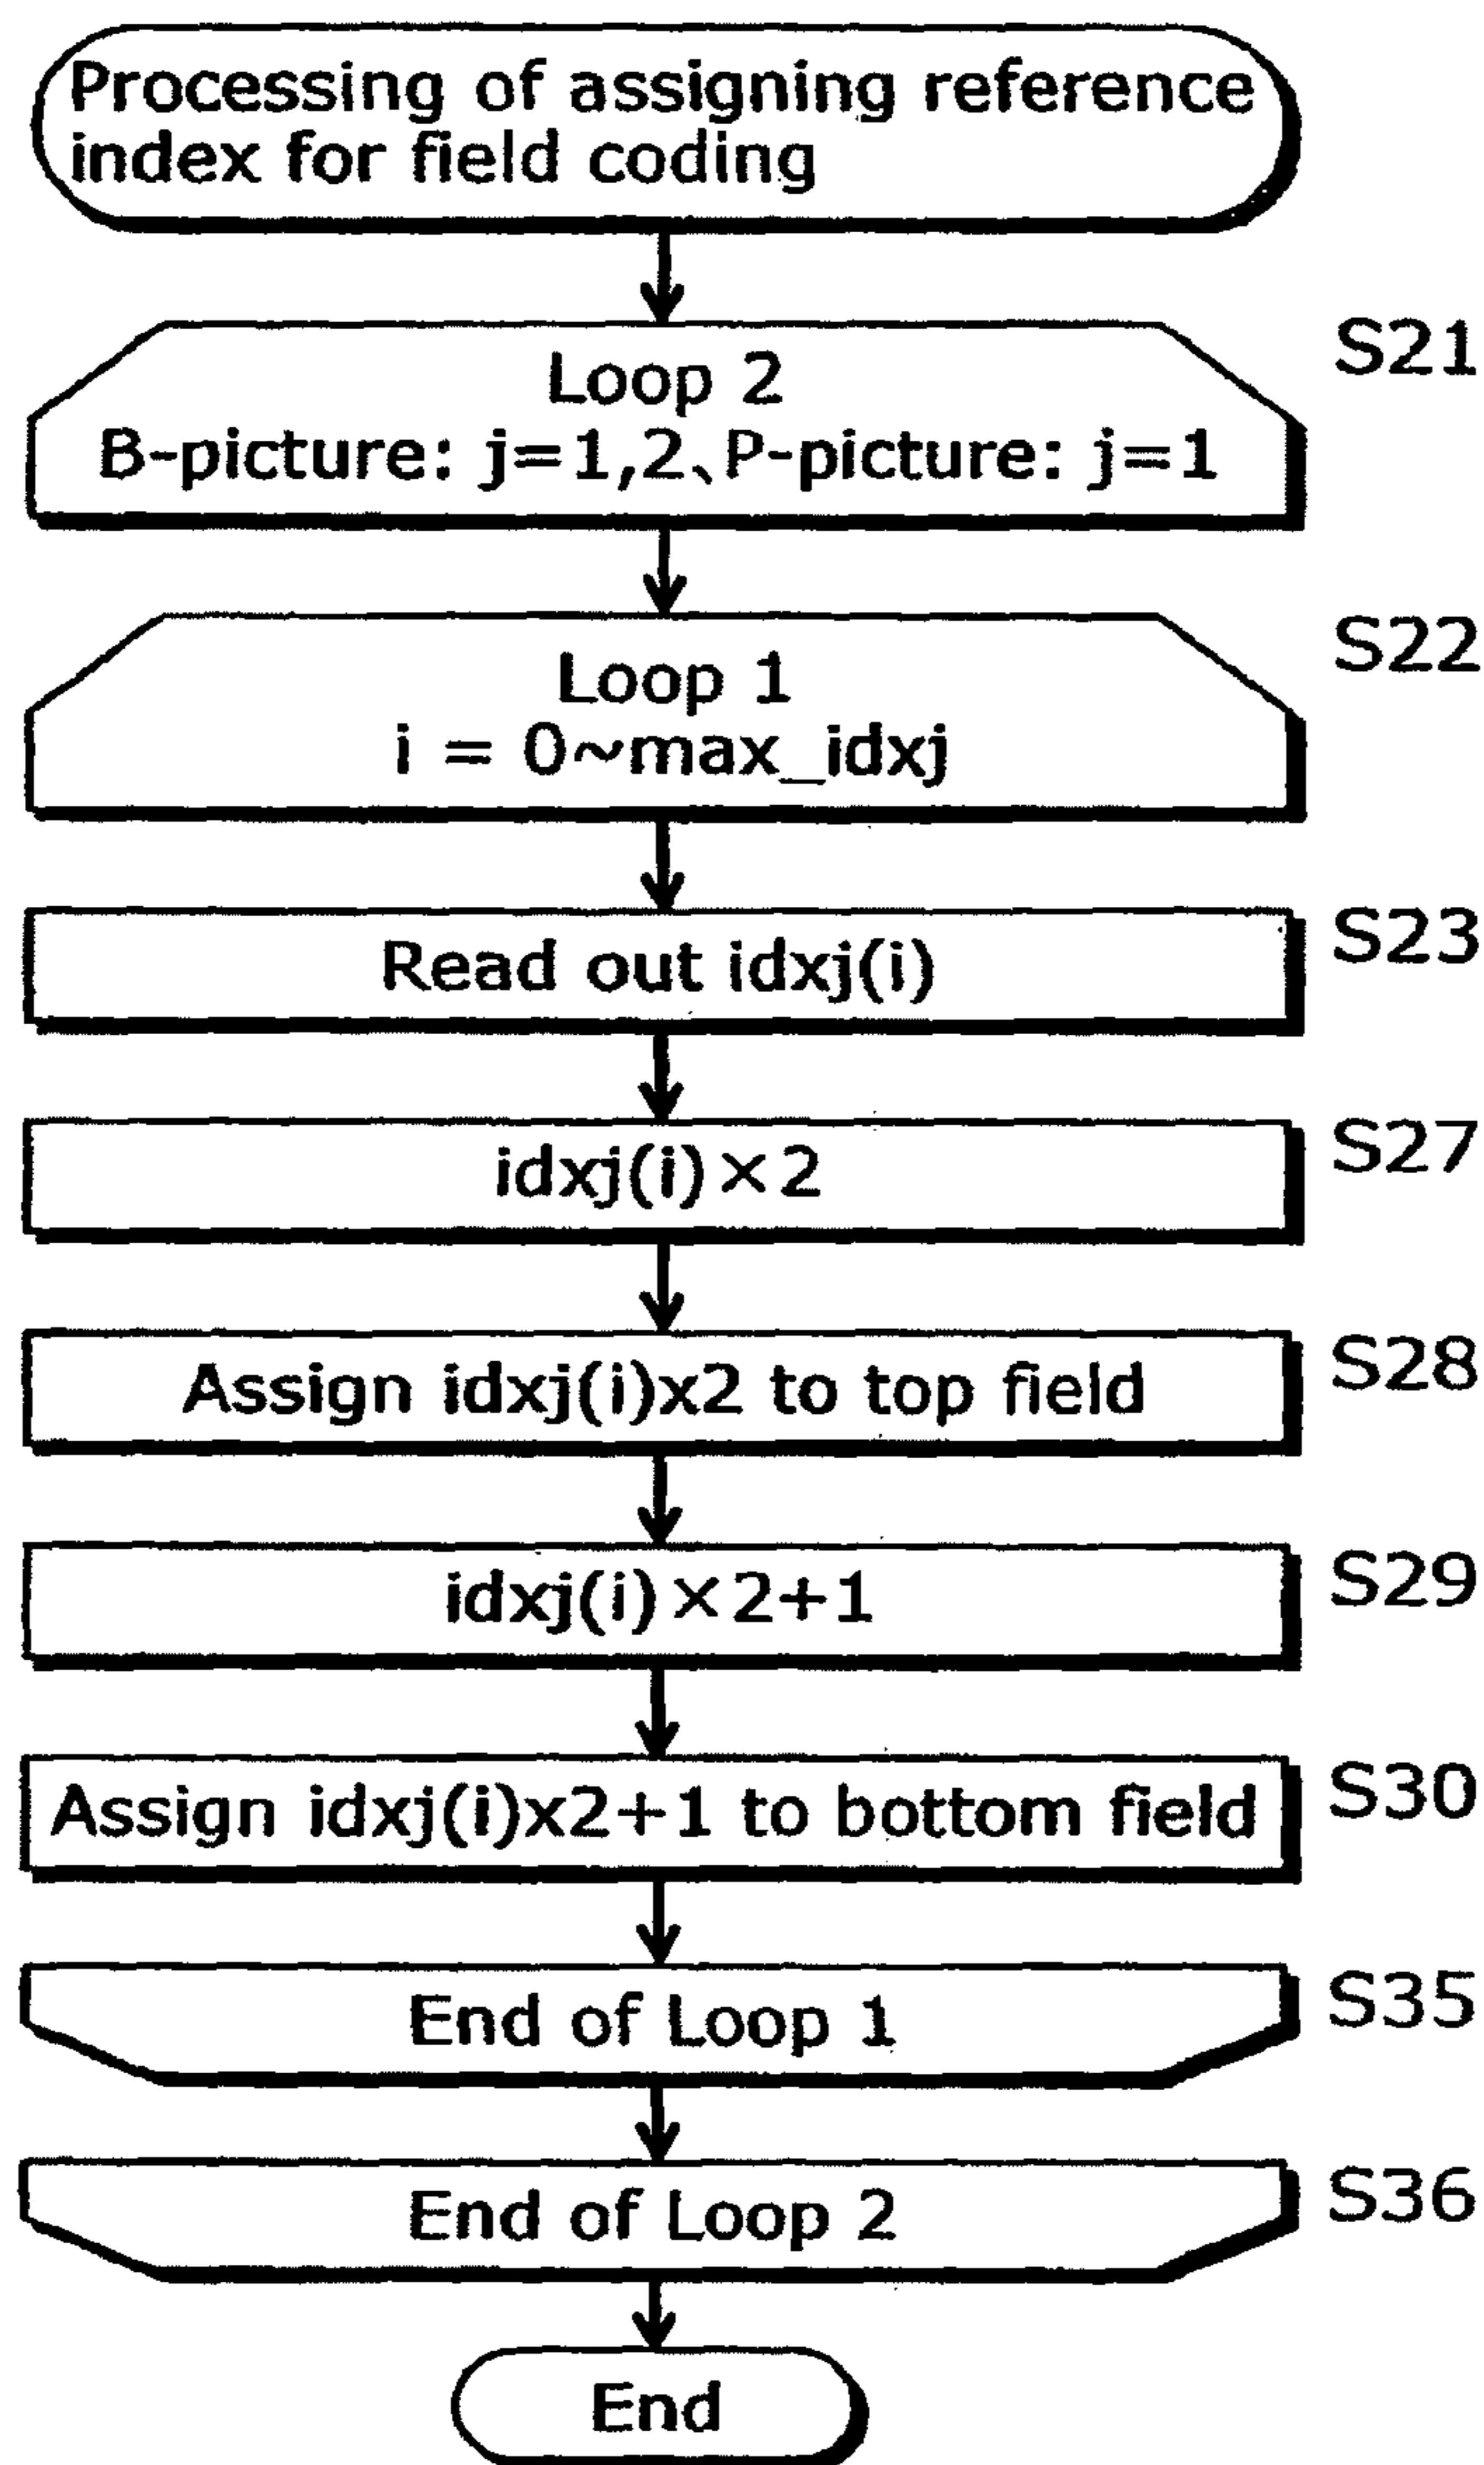 Processing of assigning reference
index for field coding
Loop 2
B-picture: j=1,2、P-picture: j=1
S21
Loop 1
i = 0~max_idxj
S22
Read out idxj(i)
S23
idxj(i)×2
S27
Assign idxj(i)x2 to top field
S28
idxj(i)×2+1
S29
Assign idxj(i)x2+1 to bottom field
S30
End of Loop 1
S35
End of Loop 2
S36
End